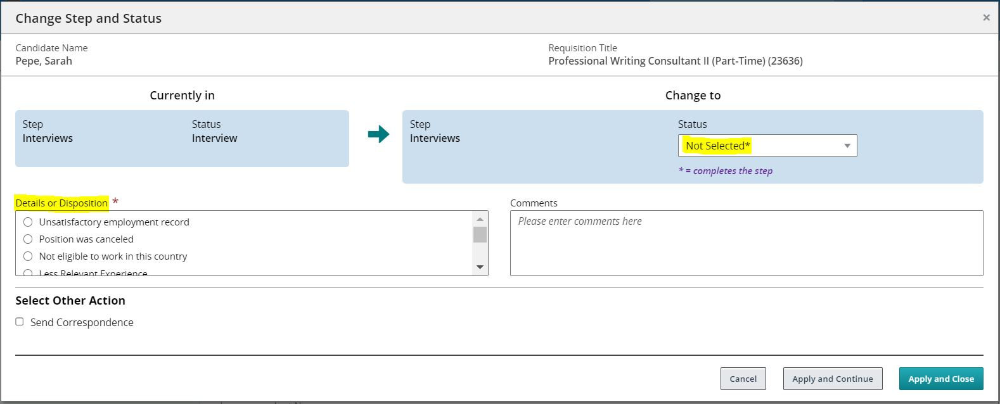 Change Step and Status
×
Candidate Name
Pepe, Sarah
Requisition Title
Professional Writing Consultant II (Part-Time) (23636)
Currently in
Step
Interviews
Status
Interview
Change to
Step
Interviews
Status
Not Selected*
* = completes the step
Details or Disposition *
Unsatisfactory employment record
Position was canceled
Not eligible to work in this country
Less Relevant Experience
Comments
Please enter comments here
Select Other Action
Send Correspondence
Cancel
Apply and Continue
Apply and Close